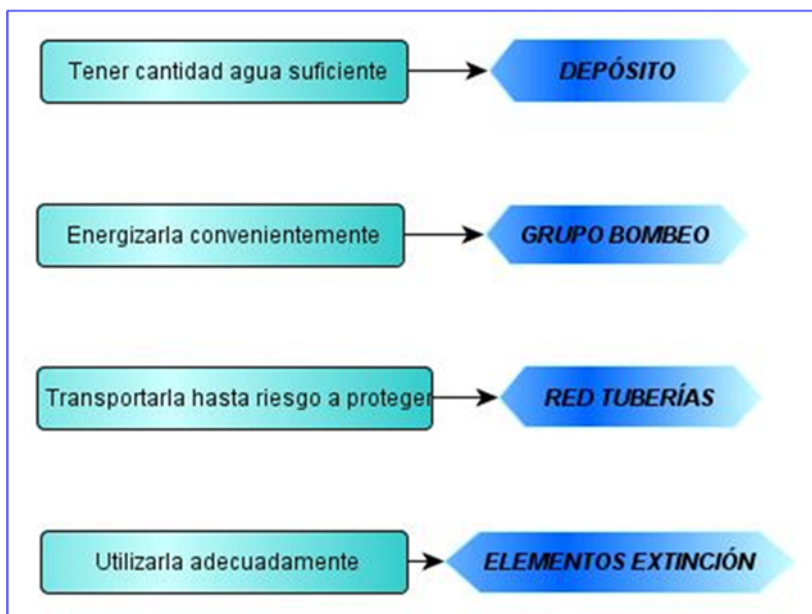 Tener cantidad agua suficiente
DEPÓSITO
Energizarla convenientemente
GRUPO BOMBEO
Transportarla hasta riesgo a proteger
RED TUBERÍAS
Utilizarla adecuadamente
ELEMENTOS EXTINCIÓN